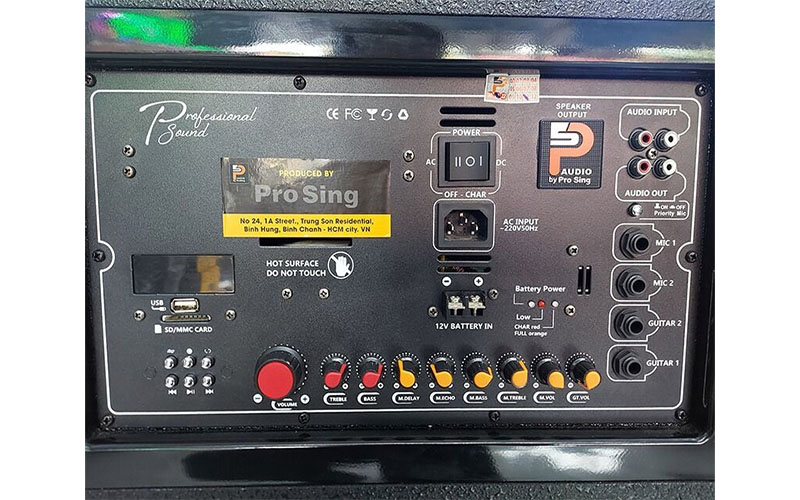 Professional
Sound
CE FC
POWER
AC
II O I
DC
OFF - CHAR
SPEAKER
OUTPUT
5P
AUDIO
by Pro Sing
AUDIO INPUT
AUDIO OUT
ON OFF
Priority Mic
PRODUCED BY
Pro Sing
No 24, 1A Street., Trung Son Residential,
Binh Hung, Binh Chanh - HCM city. VN
AC INPUT
~220V50Hz
MIC 1
MIC 2
GUITAR 2
GUITAR 1
HOT SURFACE
DO NOT TOUCH
- +
12V BATTERY IN
Battery Power
Low
CHAR red
FULL orange
USB
SD/MMC CARD
- +
VOLUME
TREBLE
BASS
M.DELAY
M.ECHO
M.BASS
M.TREBLE
M.VOL
GT.VOL